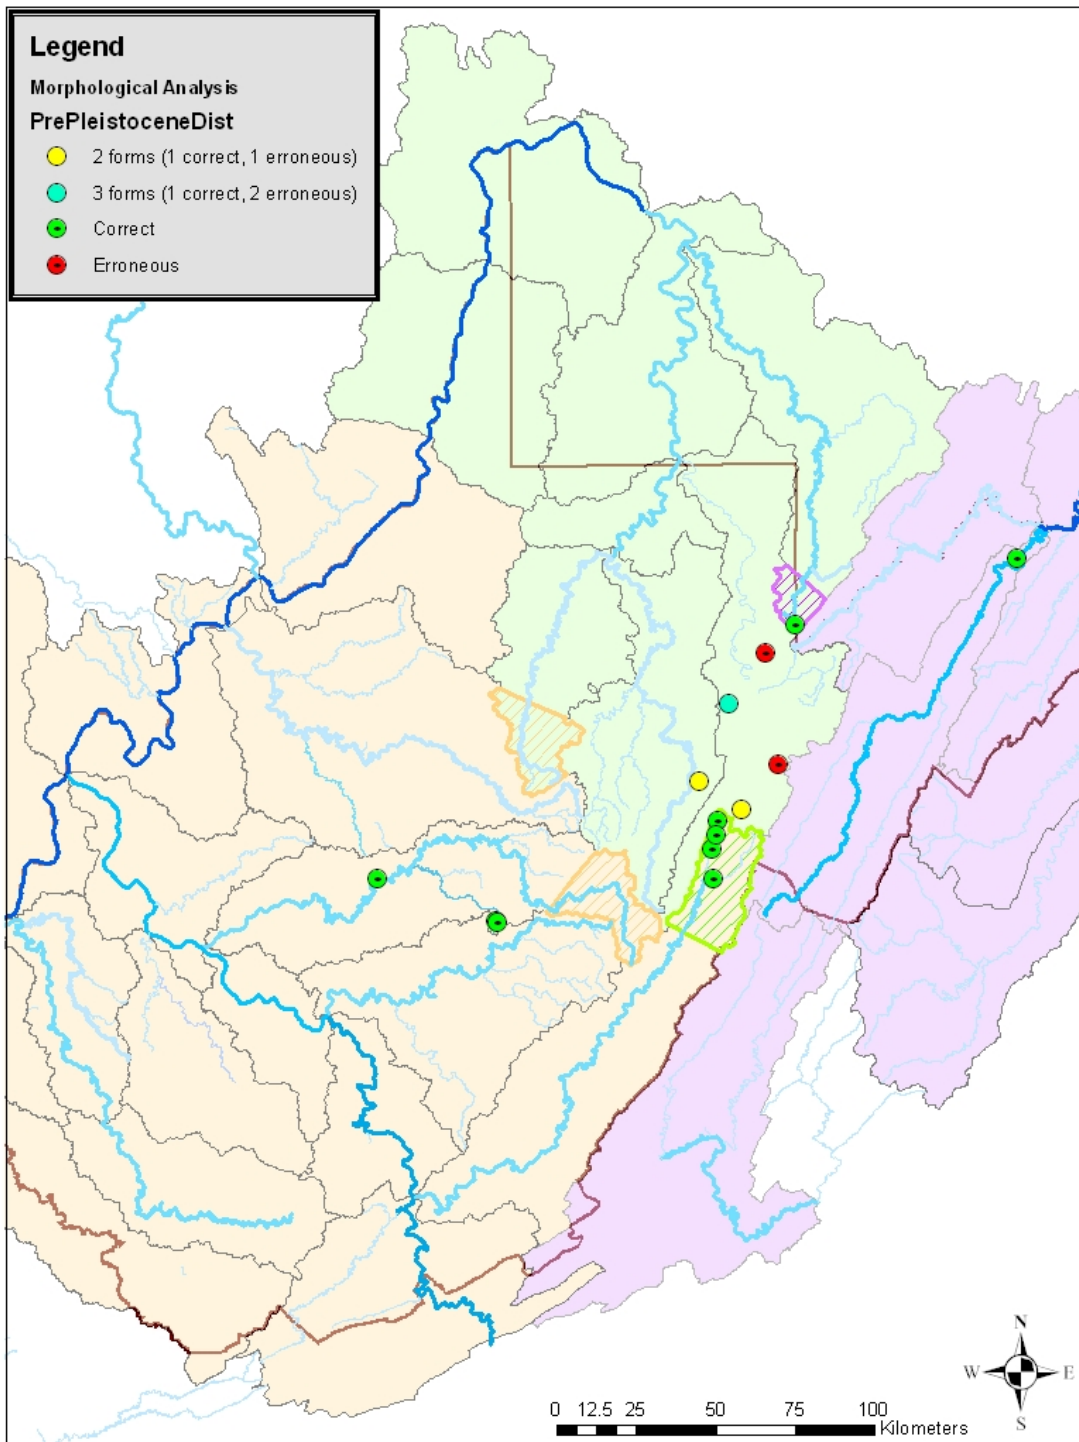 Legend
Morphological Analysis
PrePleistoceneDist
2 forms (1 correct, 1 erroneous)
3 forms (1 correct, 2 erroneous)
Correct
Erroneous
N
W E
S
0 12.5 25 50 75 100
Kilometers